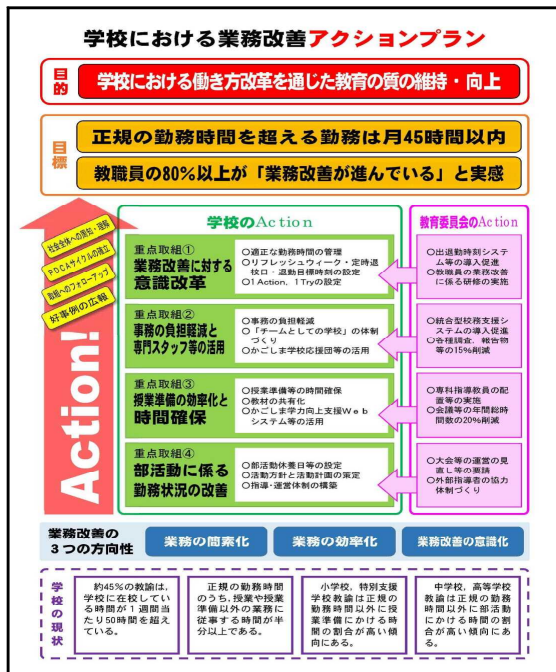 学校における業務改善アクションプラン
目的
学校における働き方改革を通じた教育の質の維持・向上
目標
正規の勤務時間を超える勤務は月45時間以内
教職員の80%以上が「業務改善が進んでいる」と実感
Action!
社会全体への周知・理解
PDCAサイクルの確立
取組へのフォローアップ
好事例の広報
学校のAction
重点取組①
業務改善に対する
意識改革
○適正な勤務時間の管理
○リフレッシュウィーク・定時退
校日・退勤目標時刻の設定
○1Action、1Tryの設定
重点取組②
事務の負担軽減と
専門スタッフ等の活用
○事務の負担軽減
○「チームとしての学校」の体制
づくり
○かごしま学校応援団等の活用
重点取組③
授業準備の効率化と
時間確保
○授業準備等の時間確保
○教材の共有化
○かごしま学力向上支援Web
システム等の活用
重点取組④
部活動に係る
勤務状況の改善
○部活動休養日等の設定
○活動方針と活動計画の策定
○指導・運営体制の構築
教育委員会のAction
○出退勤時刻システ
ム等の導入促進
○教職員の業務改善
に係る研修の実施
○統合型校務支援シ
ステムの導入促進
○各種調査、報告物
等の15%削減
○専科指導教員の配
置等の実施
○会議等の年間総時
間数の20%削減
○大会等の運営の見
直し等の要請
○外部指導者の協力
体制づくり
業務改善の
3つの方向性
業務の簡素化
業務の効率化
業務改善の意識化
学校の現状
約45%の教諭は、
学校に在校し
ている時間が1週間当
たり50時間を超え
ている。
正規の勤務時間
のうち、授業や授業
準備以外の業務に
従事する時間が半
分以上である。
小学校、特別支援
学校教諭は正規の
勤務時間以外に授
業準備にかける時
間の割合が高い傾向
にある。
中学校、高等学校
教諭は正規の勤務
時間以外に部活動
にかける時間の割
合が高い傾向にあ
る。